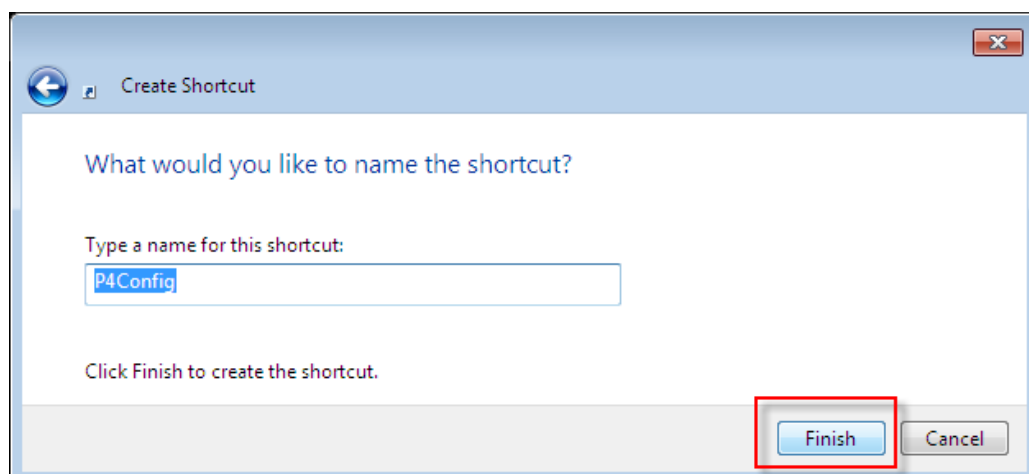 Create Shortcut
What would you like to name the shortcut?
Type a name for this shortcut:
P4Config
Click Finish to create the shortcut.
Finish Cancel